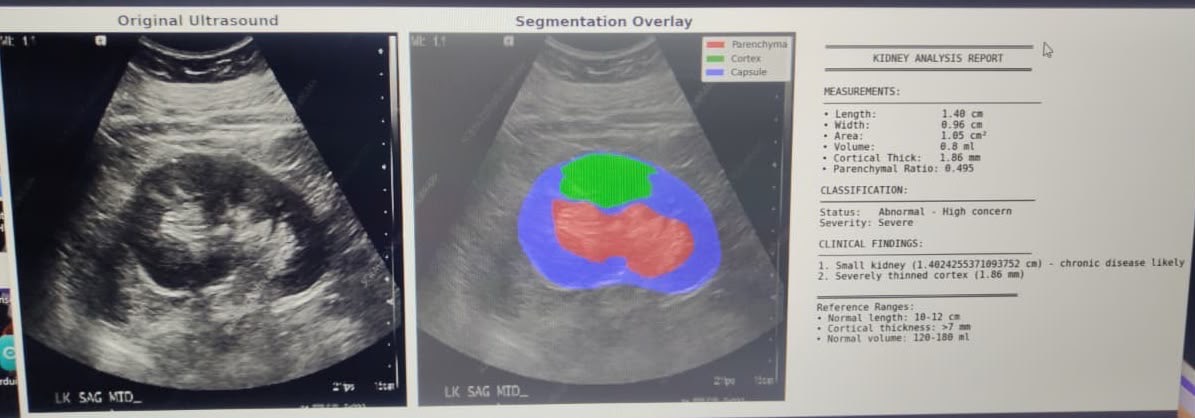 Original Ultrasound
LK SAG MID_
Segmentation Overlay
Parenchyma
Cortex
Capsule
LK SAG MTD_
KIDNEY ANALYSIS REPORT
MEASUREMENTS:
• Length: 1.40 cm
• Width: 0.96 cm
• Area: 1.05 cm²
• Volume: 0.8 ml
• Cortical Thick: 1.86 mm
• Parenchymal Ratio: 0.495
CLASSIFICATION:
Status: Abnormal - High concern
Severity: Severe
CLINICAL FINDINGS:
1. Small kidney (1.4024255371093752 cm) - chronic disease likely
2. Severely thinned cortex (1.86 mm)
Reference Ranges:
• Normal length: 10-12 cm
• Cortical thickness: >7 mm
• Normal volume: 120-180 ml